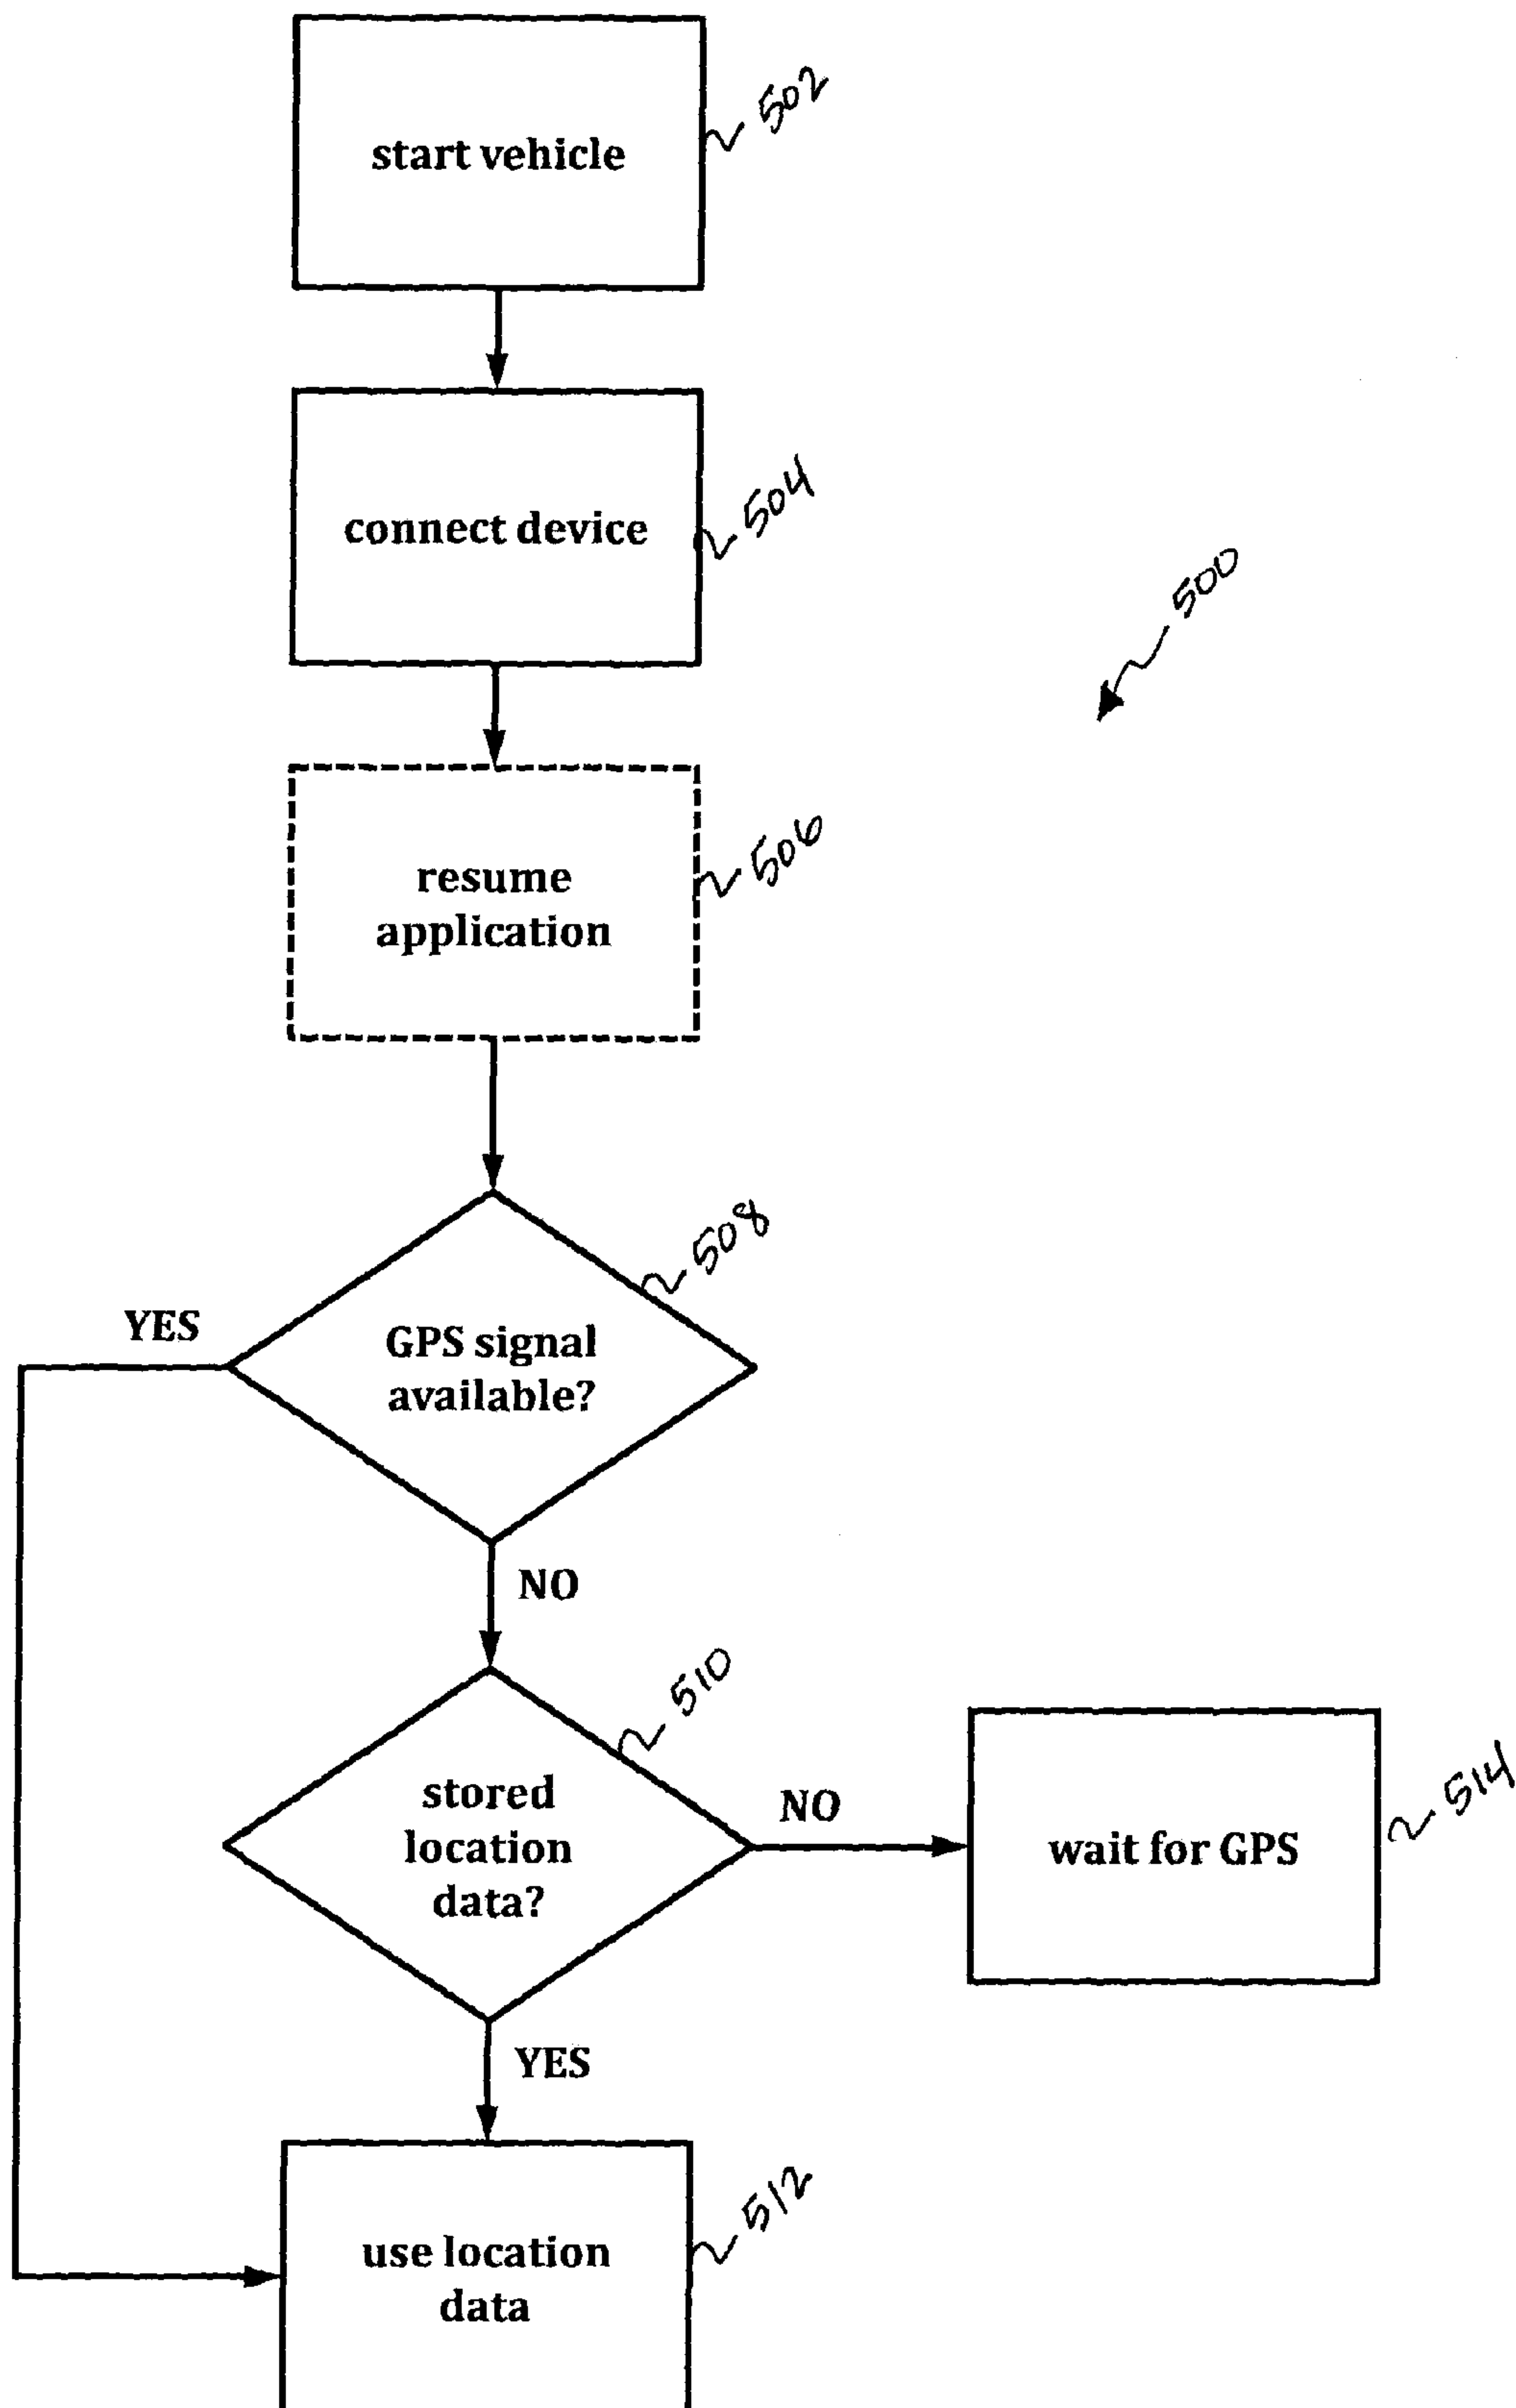 start vehicle
502
connect device
504
500
resume
application
506
508
YES
GPS signal
available?
NO
510
stored
location
data?
NO
wait for GPS
514
YES
512
use location
data